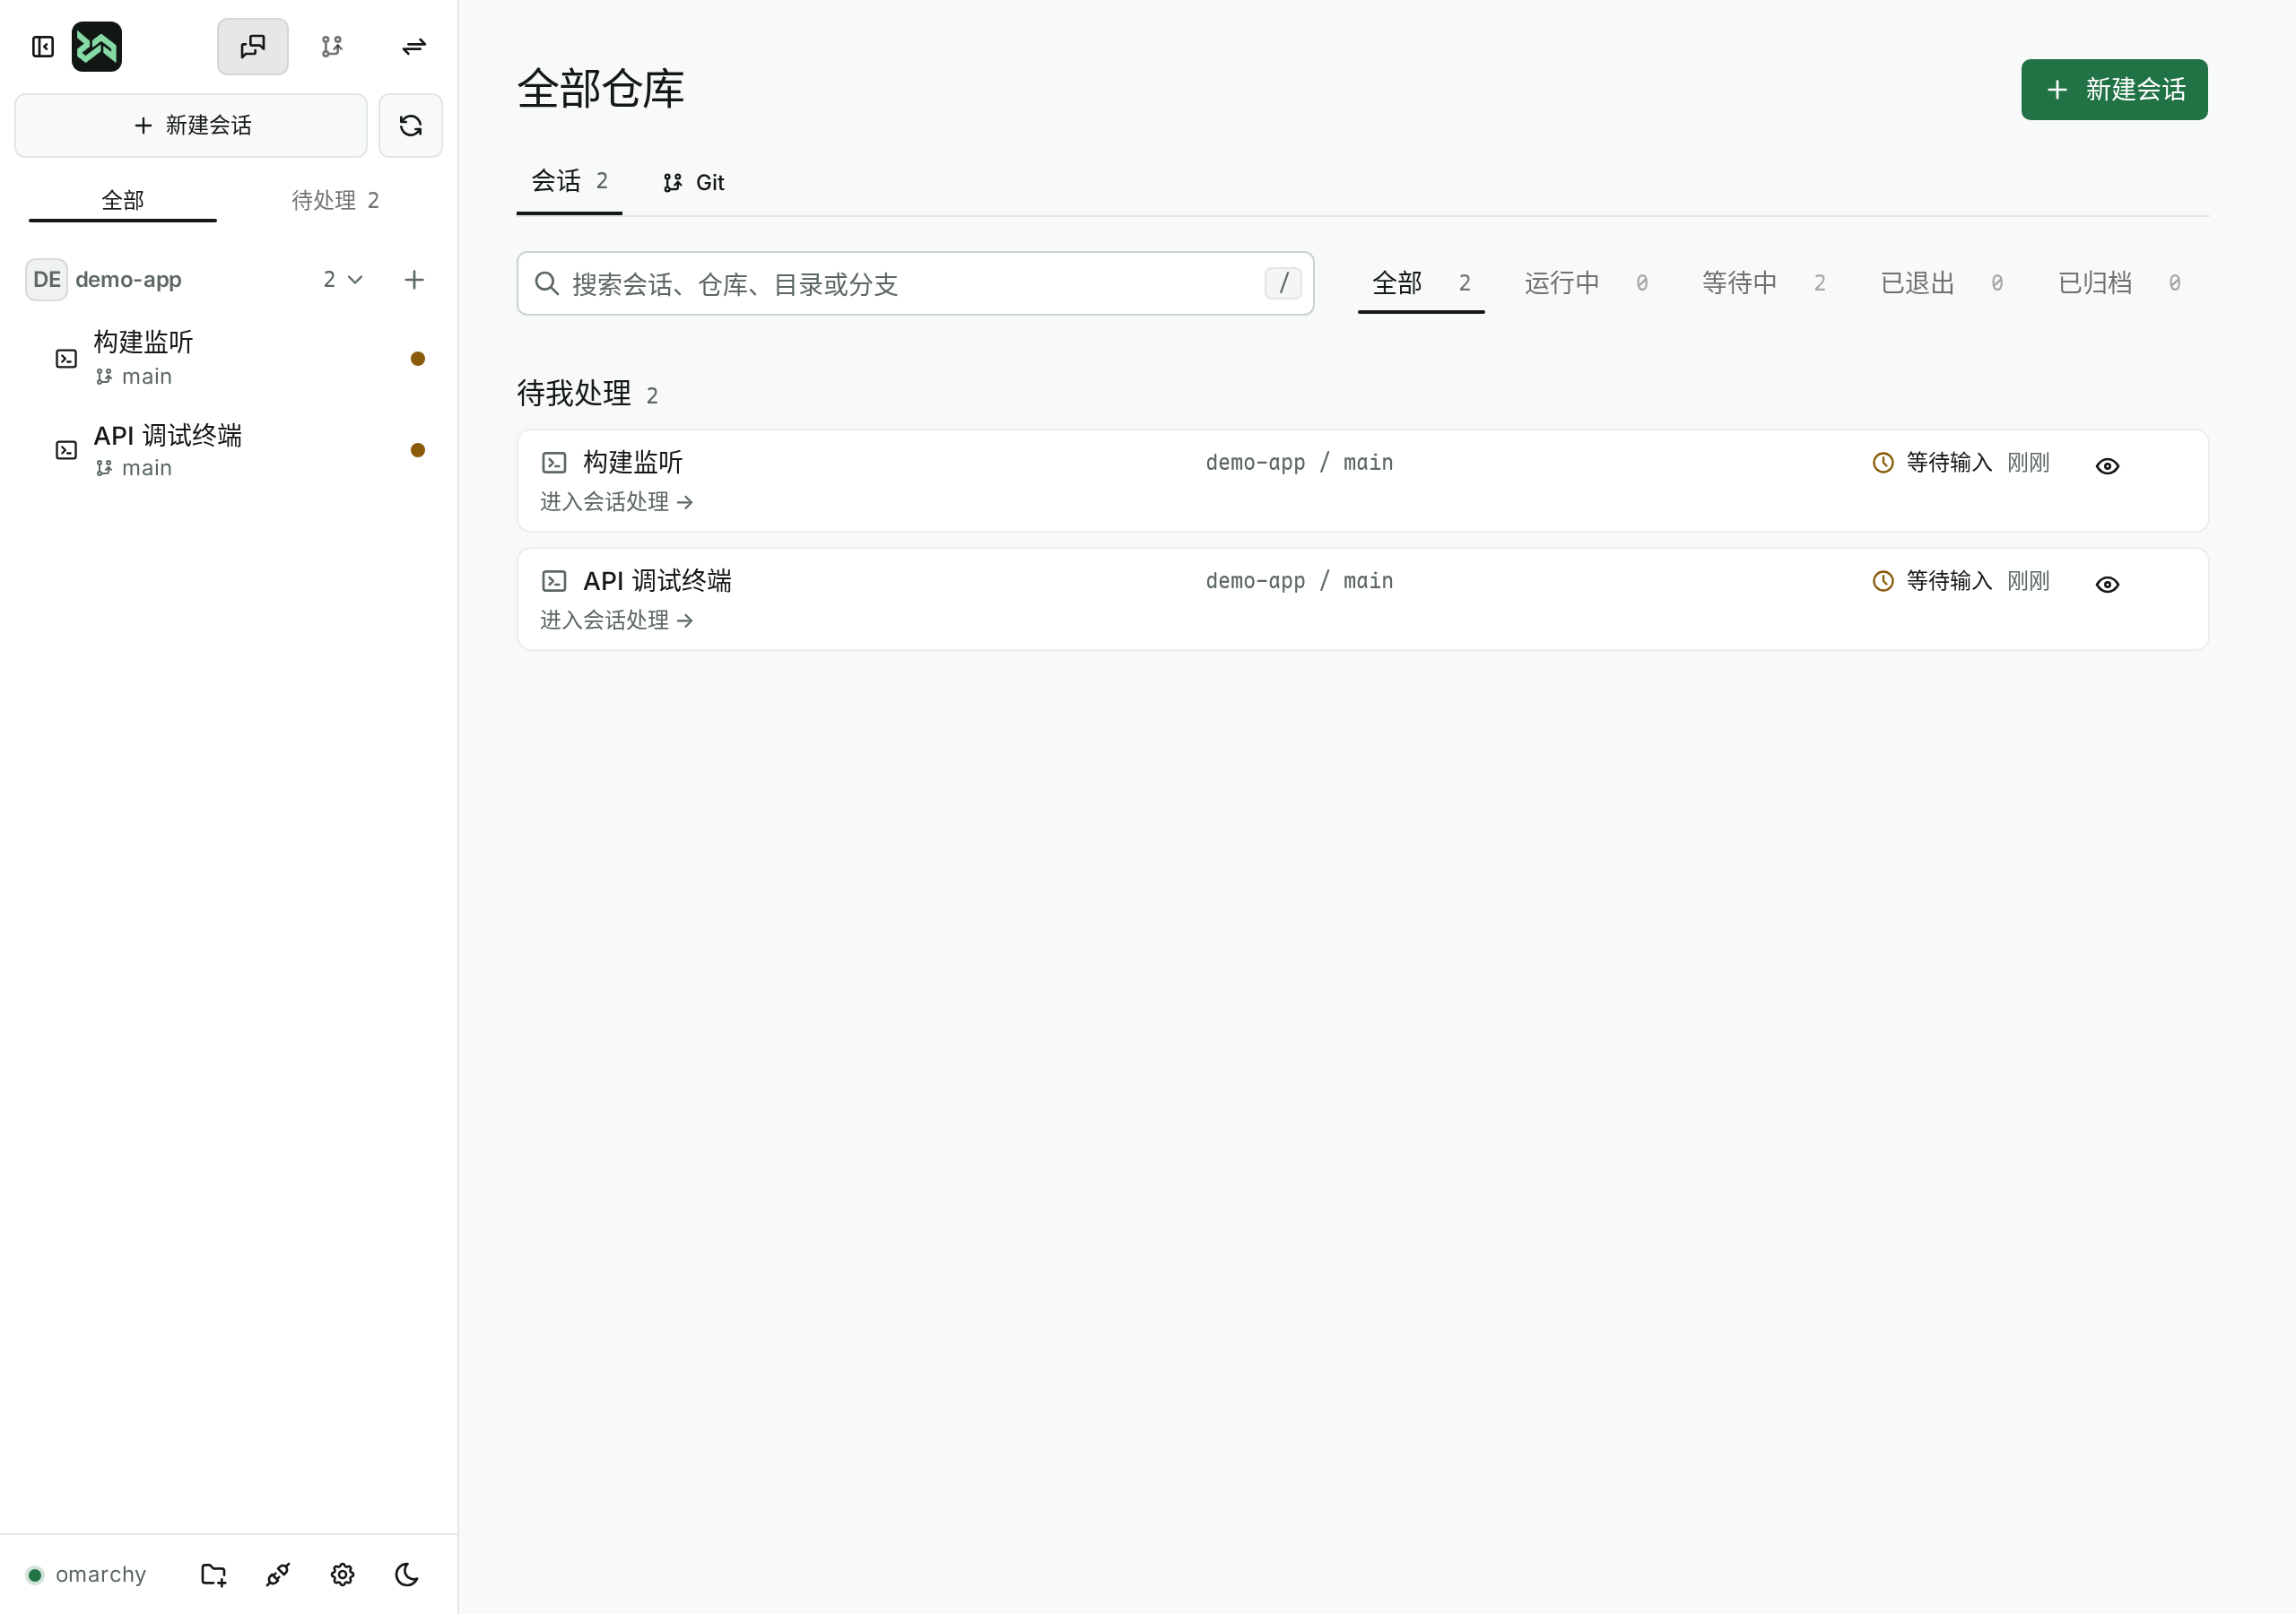 新建会话
全部 待处理 2
DE demo-app 2
构建监听
main
API 调试终端
main
omarchy
全部仓库
新建会话
会话 2 Git
搜索会话、仓库、目录或分支 /
全部 2 运行中 0 等待中 2 已退出 0 已归档 0
待我处理 2
构建监听 demo-app / main 等待输入 刚刚
进入会话处理 →
API 调试终端 demo-app / main 等待输入 刚刚
进入会话处理 →